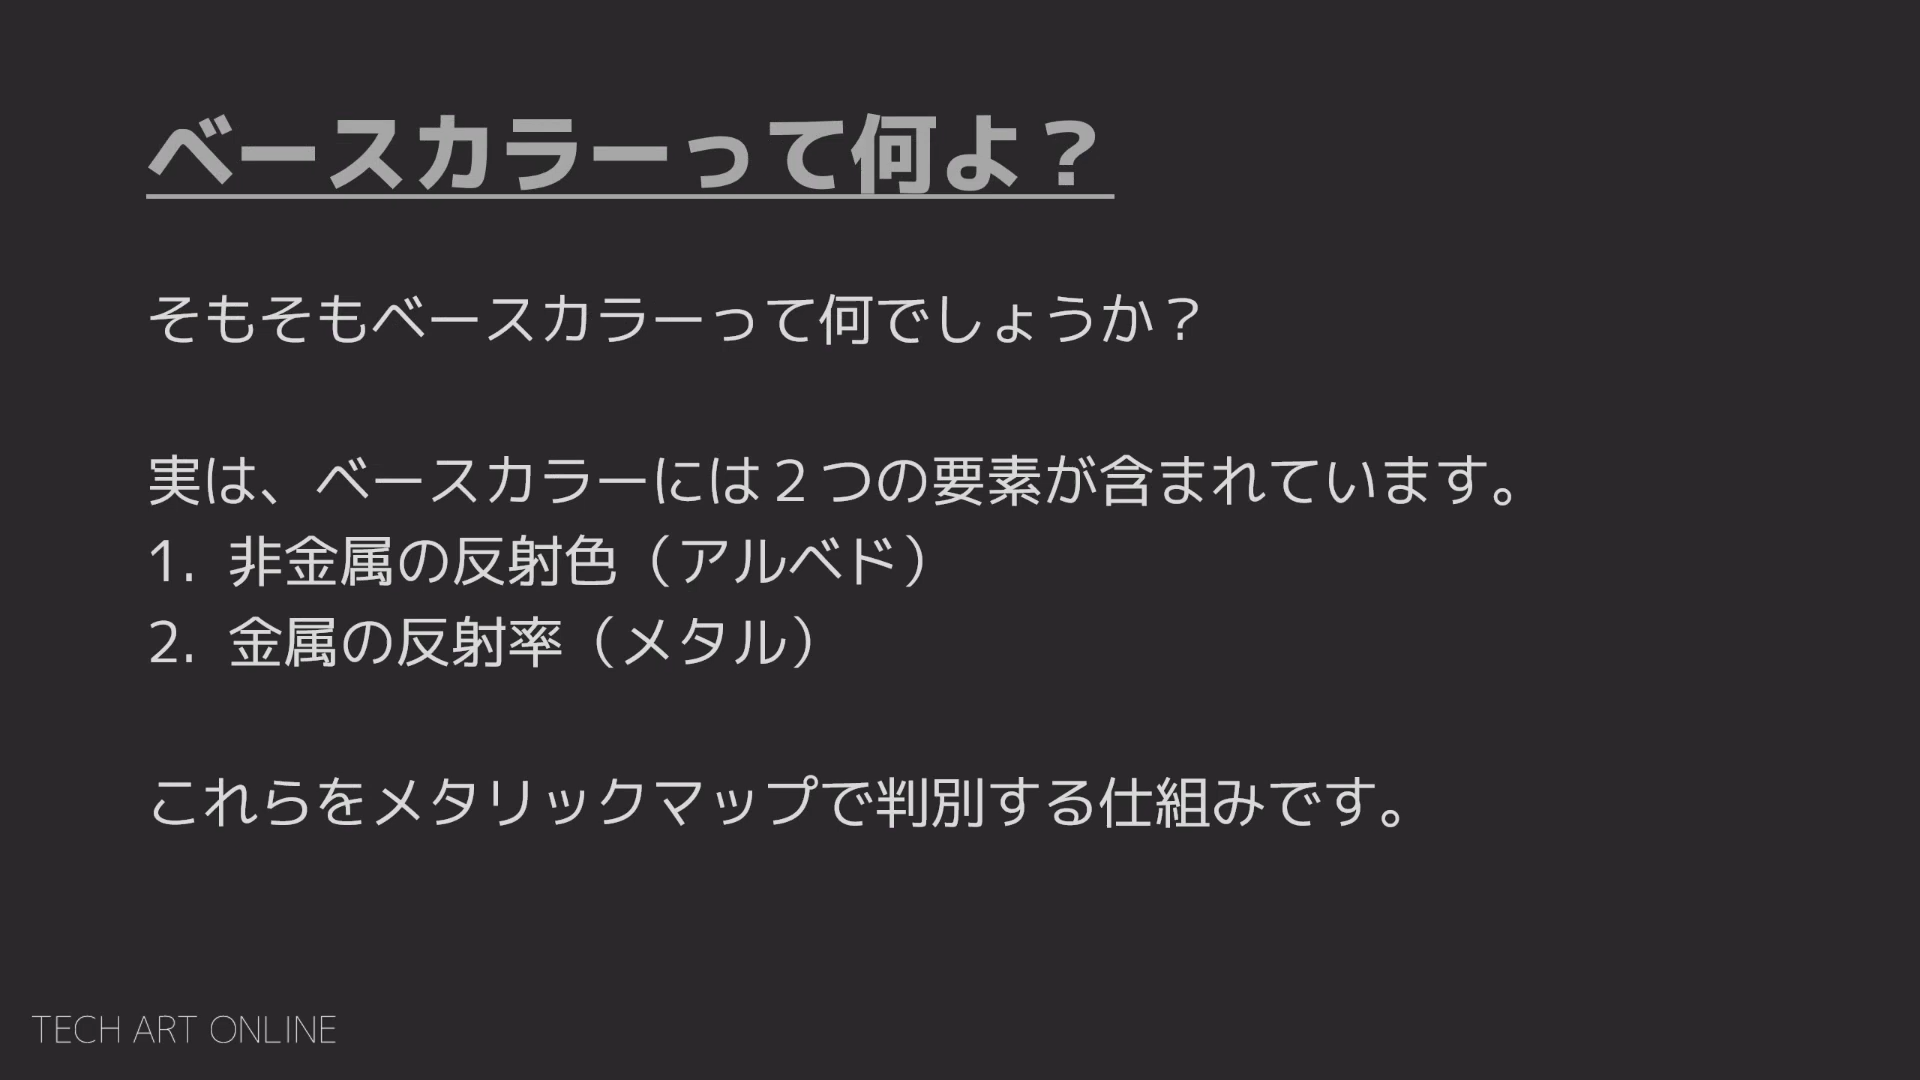 ベースカラーって何よ？
そもそもベースカラーって何でしょうか？
実は、ベースカラーには２つの要素が含まれています。
1. 非金属の反射色（アルベド）
2. 金属の反射率（メタル）
これらをメタリックマップで判別する仕組みです。
TECH ART ONLINE